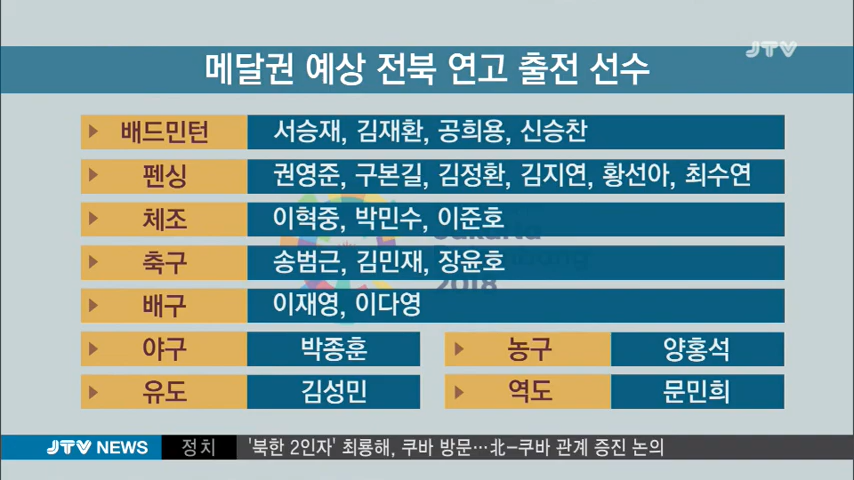 JTV
메달권 예상 전북 연고 출전 선수
배드민턴 서승재, 김재환, 공희용, 신승찬
펜싱 권영준, 구본길, 김정환, 김지연, 황선아, 최수연
체조 이혁중, 박민수, 이준호
축구 송범근, 김민재, 장윤호
배구 이재영, 이다영
2018
야구 박종훈 농구 양홍석
유도 김성민 역도 문민희
JTV NEWS 정치 '북한 2인자' 최룡해, 쿠바 방문…北-쿠바 관계 증진 논의